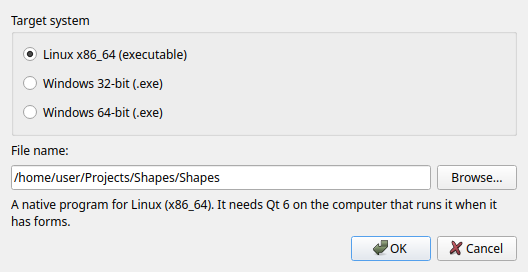 Target system
Linux x86_64 (executable)
Windows 32-bit (.exe)
Windows 64-bit (.exe)
File name:
/home/user/Projects/Shapes/Shapes
Browse...
A native program for Linux (x86_64). It needs Qt 6 on the computer that runs it when it
has forms.
OK
Cancel